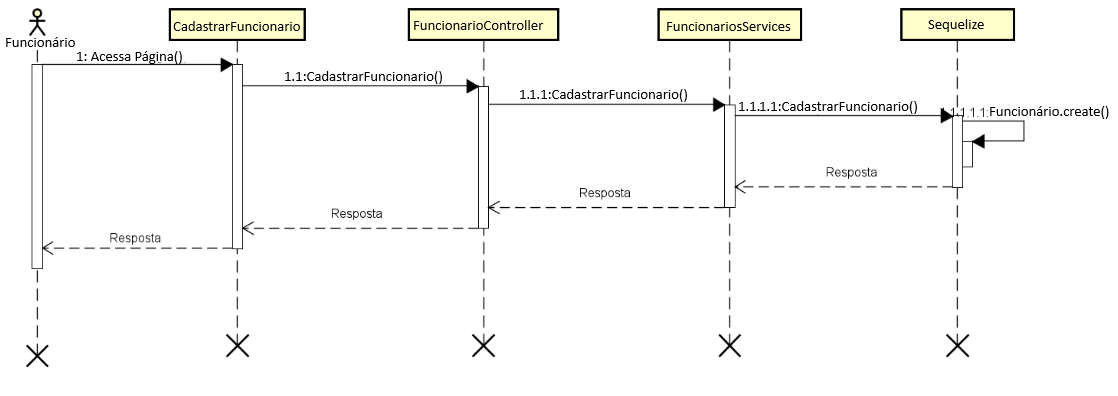 Funcionário
CadastrarFuncionario
FuncionarioController
FuncionariosServices
Sequelize
1: Acessa Página()
1.1:CadastrarFuncionario()
1.1.1:CadastrarFuncionario()
1.1.1.1:CadastrarFuncionario()
1.1.1.1:Funcionário.create()
Resposta
Resposta
Resposta
Resposta